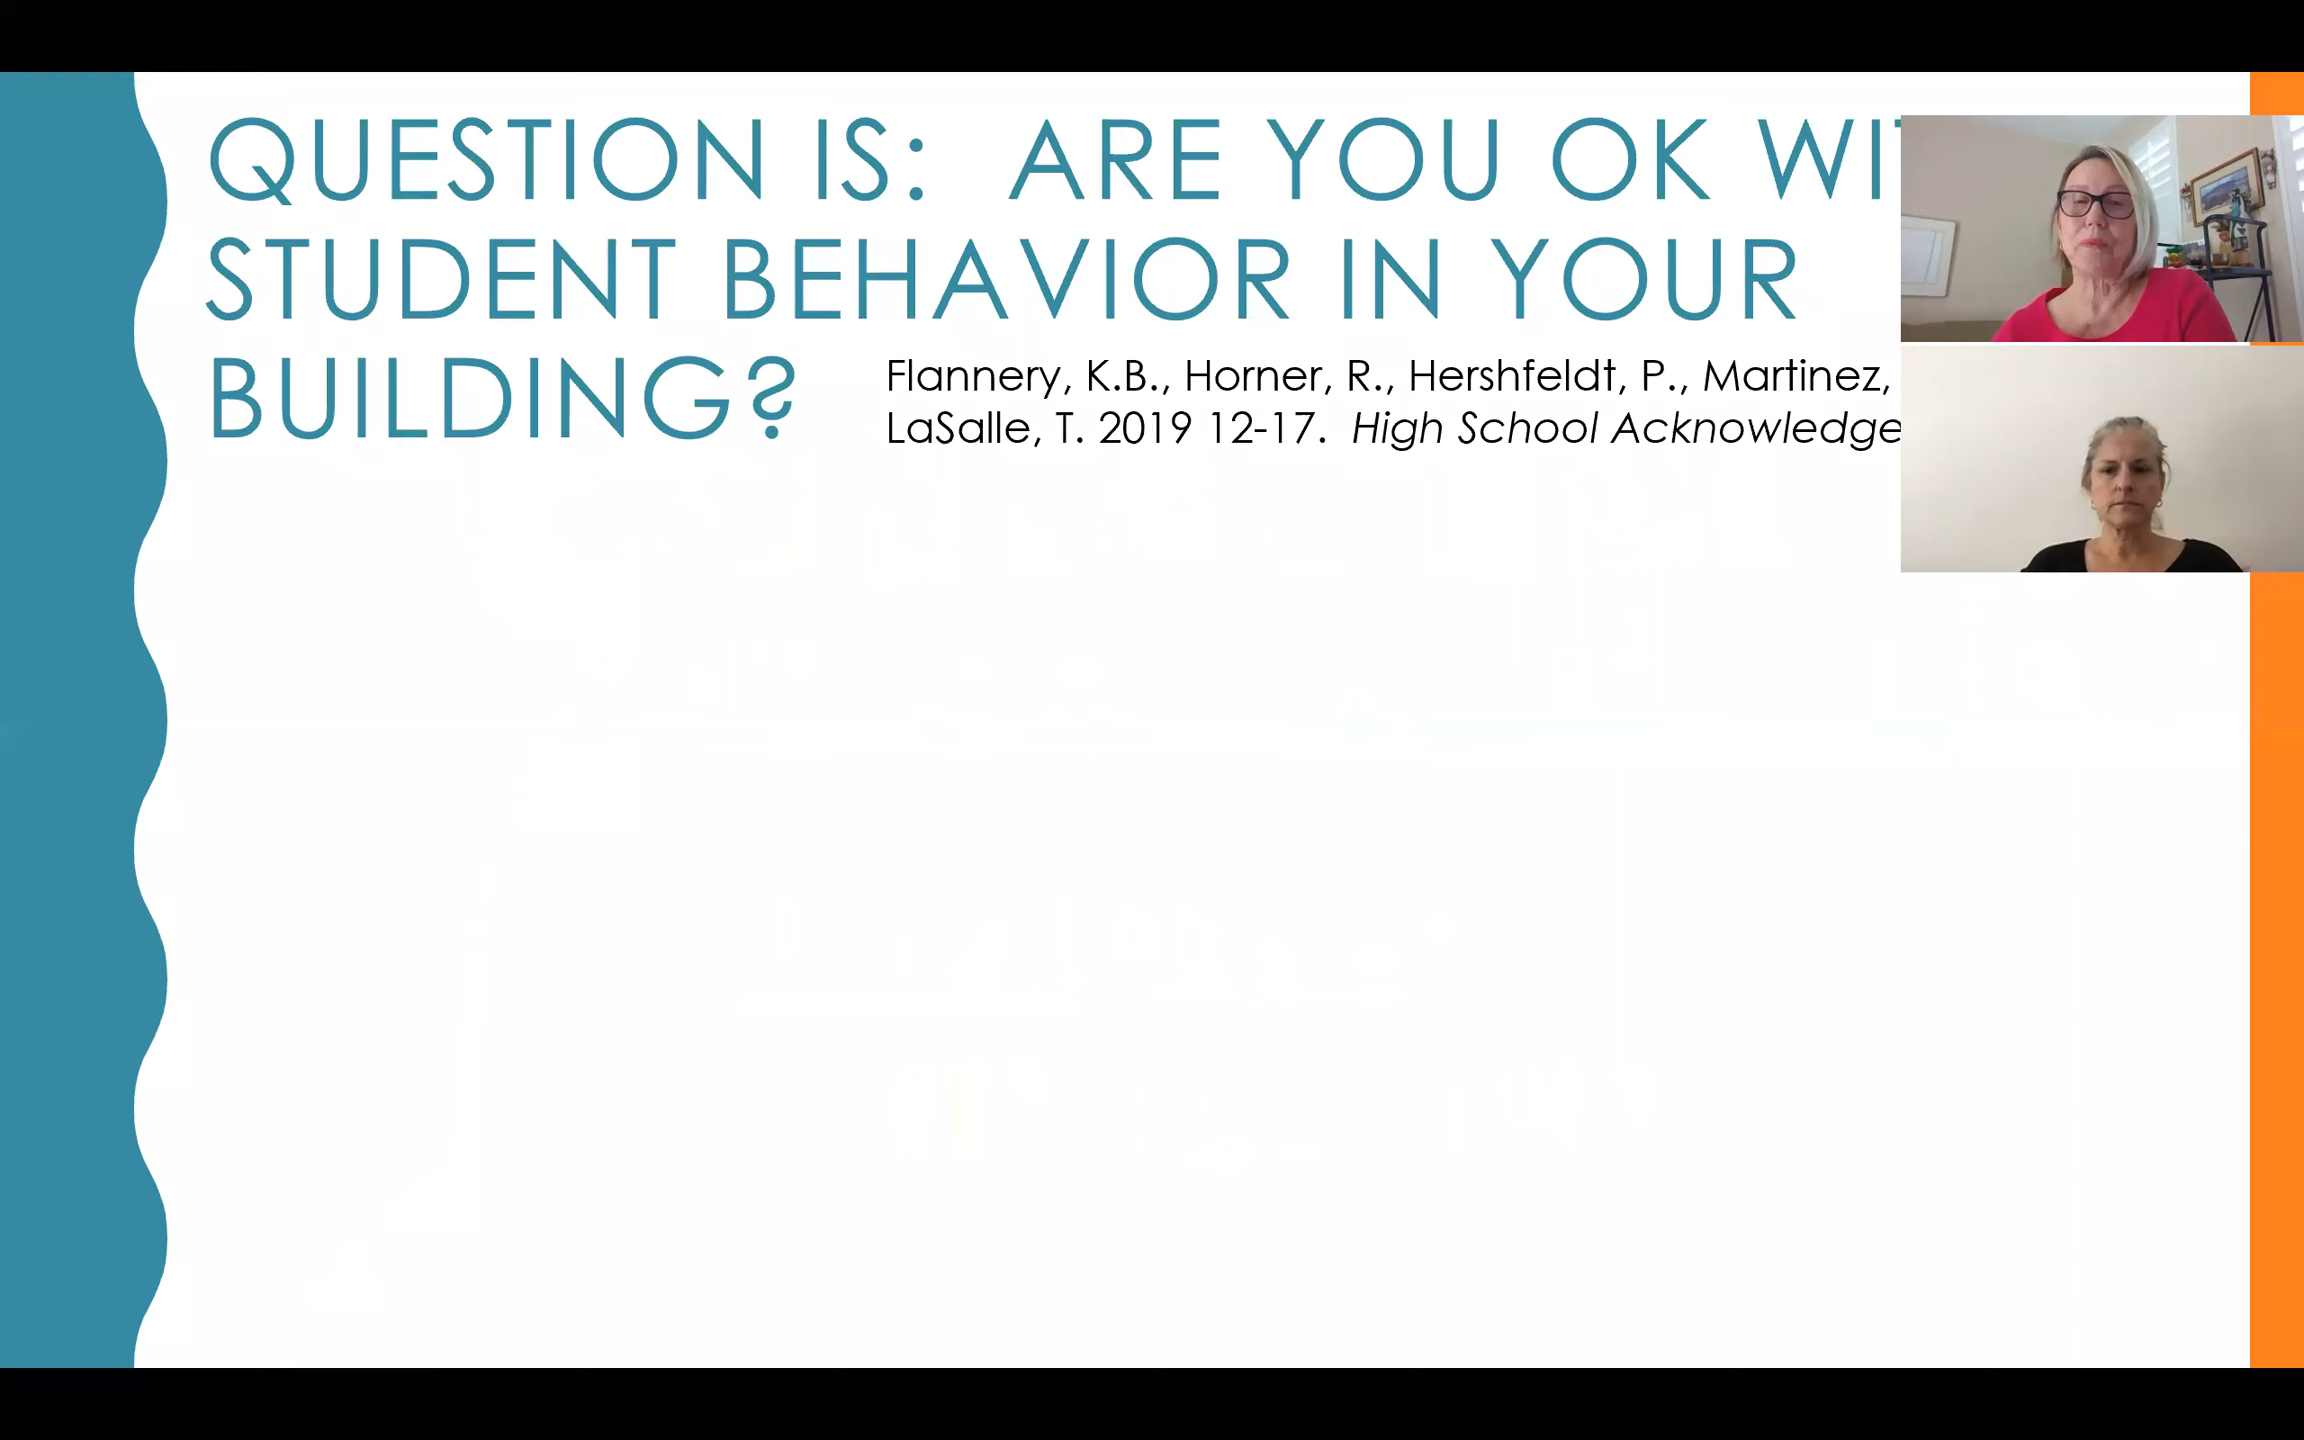 QUESTION IS: ARE YOU OK
STUDENT BEHAVIOR IN YOUR
BUILDING?
Flannery, K.B., Horner, R., Hershfeldt, P., Martinez,
LaSalle, T. 2019 12-17. High School Acknowledge